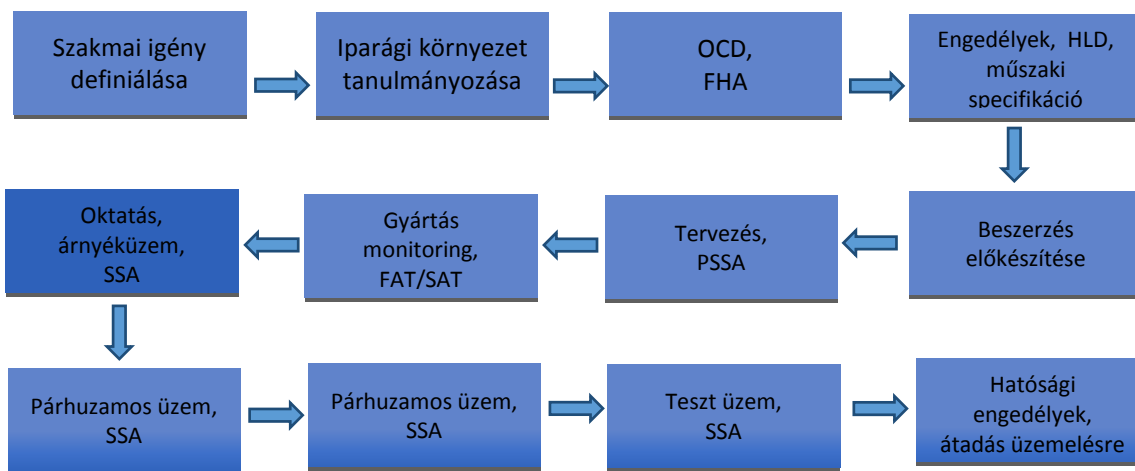 Szakmai igény
definiálása
Iparági környezet
tanulmányozása
OCD,
FHA
Engedélyek, HLD,
műszaki
specifikáció
Oktatás,
árnyéküzem,
SSA
Gyártás
monitoring,
FAT/SAT
Tervezés,
PSSA
Beszerzés
előkészítése
Párhuzamos üzem,
SSA
Párhuzamos üzem,
SSA
Teszt üzem,
SSA
Hatósági
engedélyek,
átadás üzemelésre